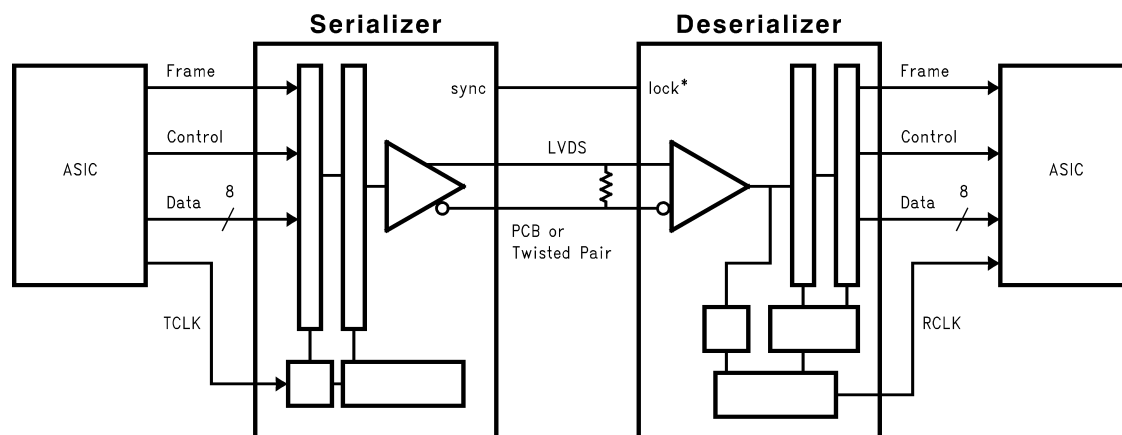 Serializer
Deserializer
Frame
sync
lock*
Frame
Control
LVDS
Control
ASIC
ASIC
8
Data
8
Data
PCB or
Twisted Pair
TCLK
RCLK